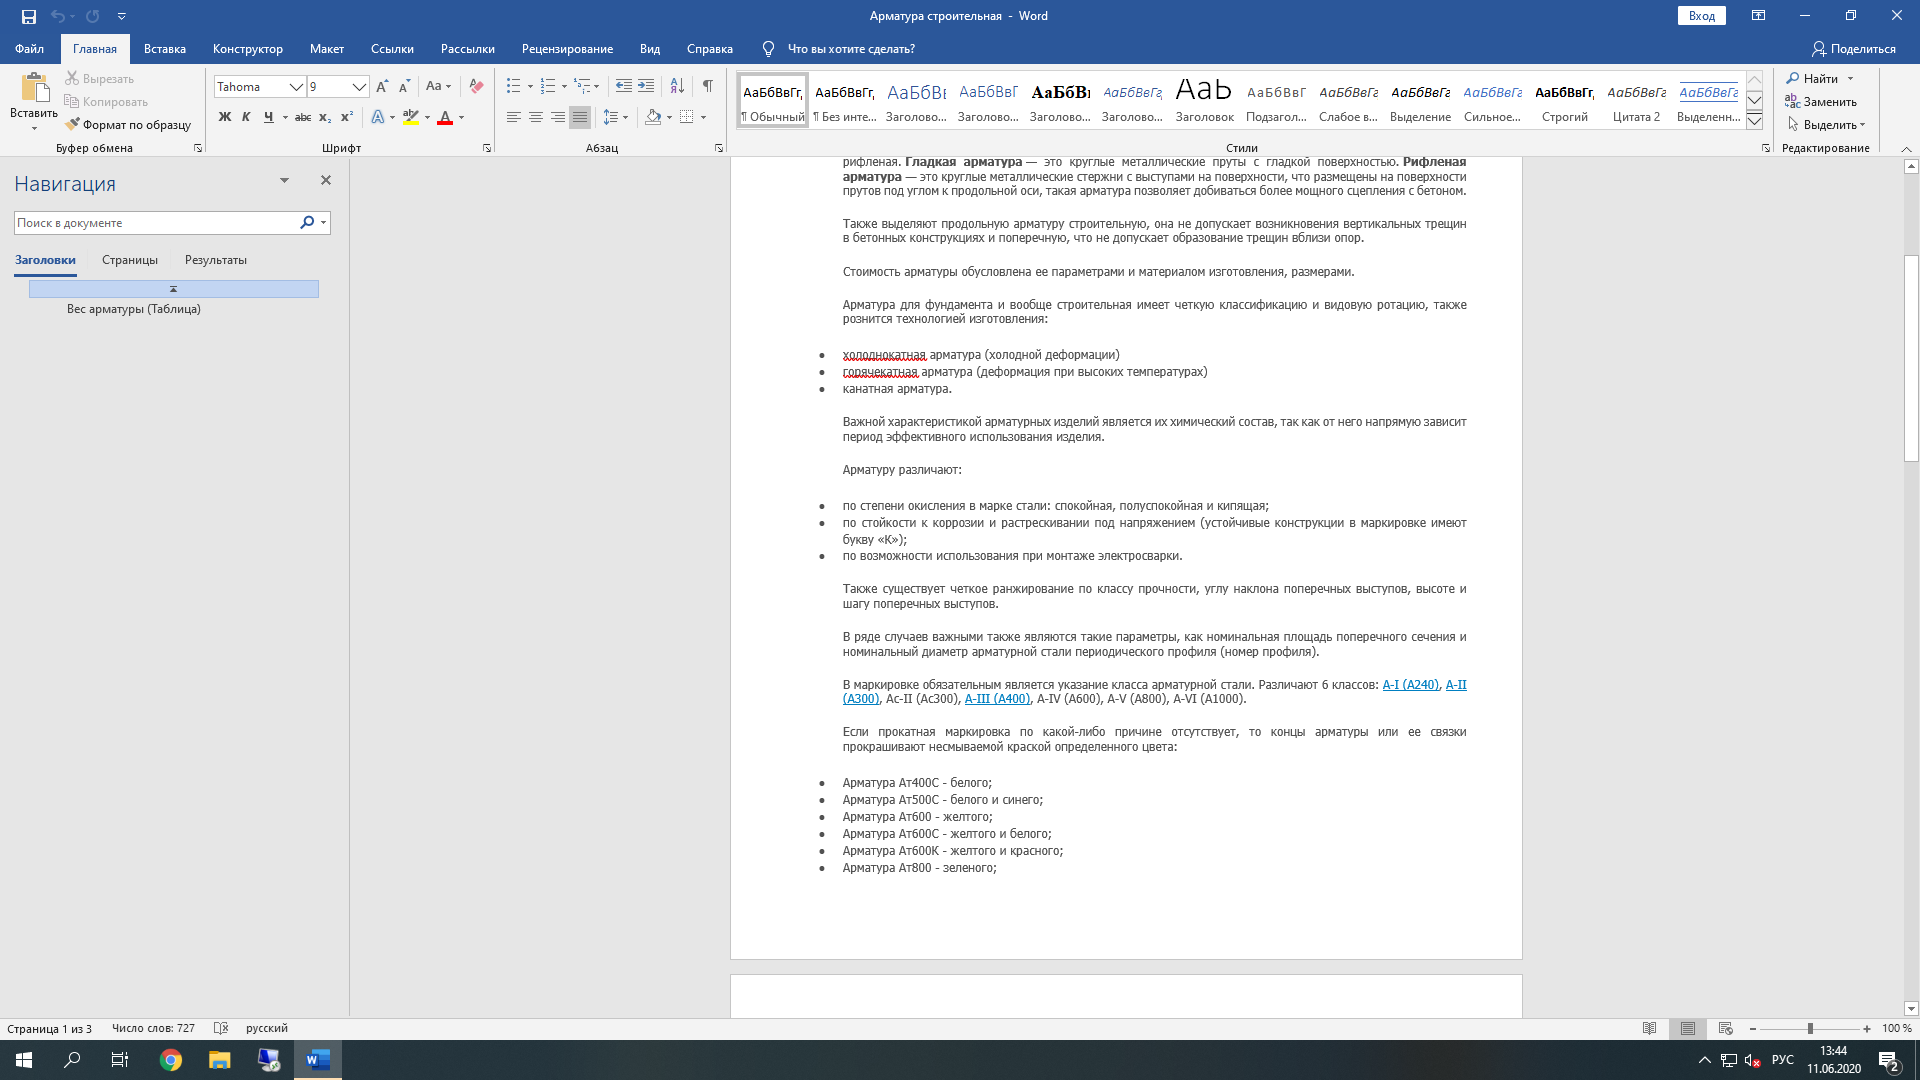 Арматура строительная - Word
Вход
Файл Главная Вставка Конструктор Макет Ссылки Рассылки Рецензирование Вид Справка Что вы хотите сделать? Поделиться
Вставить
Вырезать
Копировать
Формат по образцу
Буфер обмена
Tahoma 9 Aa
Ж К Ч abc x₂ x²
Шрифт
Абзац
АаБбВвГг, АаБбВвГг, АаБбВв АаБбВвГ АаБбВ АаБбВвГг АаЬ АаБбВвГ АаБбВвГг АаБбВвГг АаБбВвГг АаБбВвГг, АаБбВвГг АаБбВвГг
¶ Обычный ¶ Без инте... Заголово... Заголово... Заголово... Заголово... Заголовок Подзагол... Слабое в... Выделение Сильное... Строгий Цитата 2 Выделенн...
Стили
Найти
Заменить
Выделить
Редактирование
Навигация
Поиск в документе
Заголовки Страницы Результаты
Вес арматуры (Таблица)
рифленая. Гладкая арматура — это круглые металлические пруты с гладкой поверхностью. Рифленая
арматура — это круглые металлические стержни с выступами на поверхности, что размещены на поверхности
прутов под углом к продольной оси, такая арматура позволяет добиваться более мощного сцепления с бетоном.
Также выделяют продольную арматуру строительную, она не допускает возникновения вертикальных трещин
в бетонных конструкциях и поперечную, что не допускает образование трещин вблизи опор.
Стоимость арматуры обусловлена ее параметрами и материалом изготовления, размерами.
Арматура для фундамента и вообще строительная имеет четкую классификацию и видовую ротацию, также
рознится технологией изготовления:
• холоднокатная арматура (холодной деформации)
• горячекатная арматура (деформация при высоких температурах)
• канатная арматура.
Важной характеристикой арматурных изделий является их химический состав, так как от него напрямую зависит
период эффективного использования изделия.
Арматуру различают:
• по степени окисления в марке стали: спокойная, полуспокойная и кипящая;
• по стойкости к коррозии и растрескивании под напряжением (устойчивые конструкции в маркировке имеют
букву «К»);
• по возможности использования при монтаже электросварки.
Также существует четкое ранжирование по классу прочности, углу наклона поперечных выступов, высоте и
шагу поперечных выступов.
В ряде случаев важными также являются такие параметры, как номинальная площадь поперечного сечения и
номинальный диаметр арматурной стали периодического профиля (номер профиля).
В маркировке обязательным является указание класса арматурной стали. Различают 6 классов: А-I (А240), А-II
(А300), Ас-II (Ас300), А-III (А400), А-IV (А600), А-V (А800), А-VI (А1000).
Если прокатная маркировка по какой-либо причине отсутствует, то концы арматуры или ее связки
прокрашивают несмываемой краской определенного цвета:
• Арматура Ат400С - белого;
• Арматура Ат500С - белого и синего;
• Арматура Ат600 - желтого;
• Арматура Ат600С - желтого и белого;
• Арматура Ат600К - желтого и красного;
• Арматура Ат800 - зеленого;
Страница 1 из 3 Число слов: 727 русский 100 %
РУС
13:44
11.06.2020
2